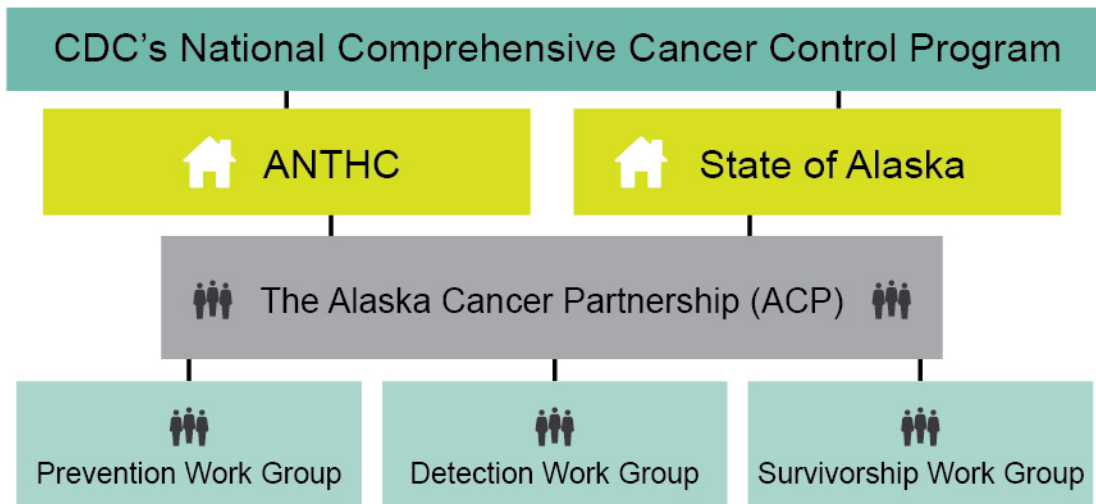 CDC's National Comprehensive Cancer Control Program
ANTHC
State of Alaska
The Alaska Cancer Partnership (ACP)
Prevention Work Group
Detection Work Group
Survivorship Work Group